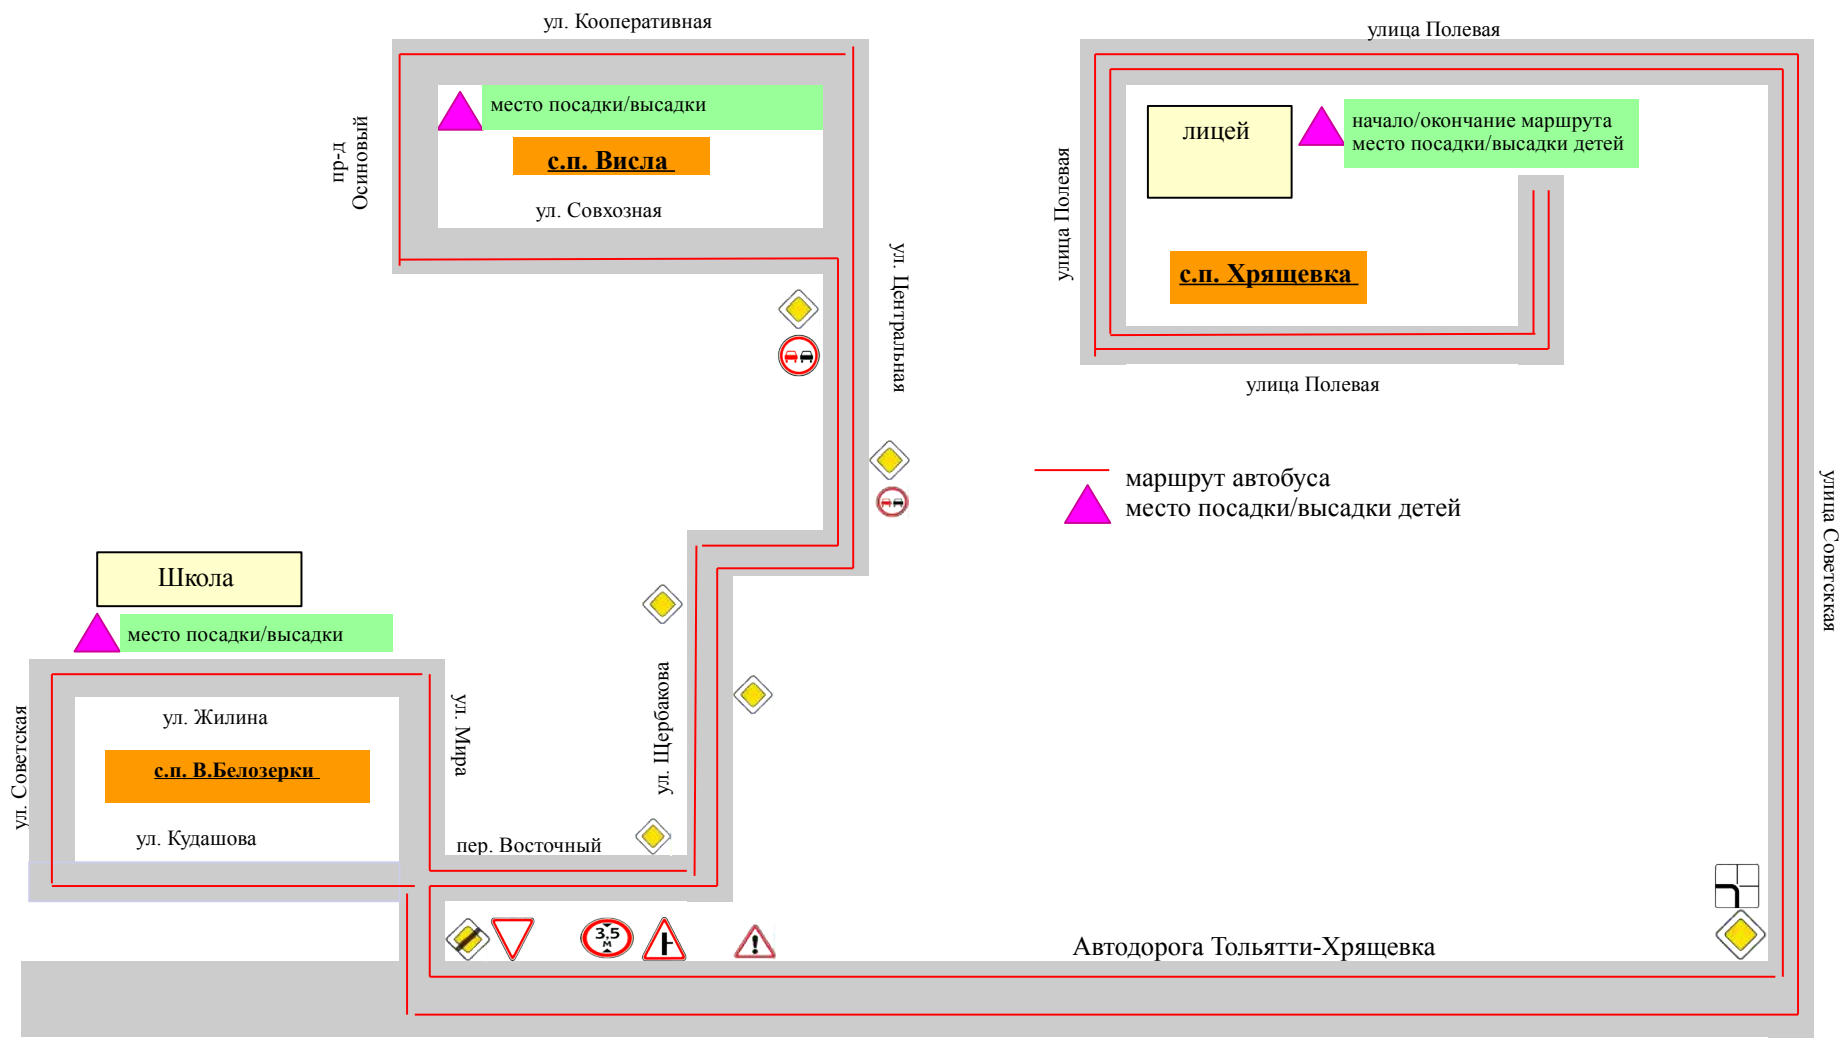 ул. Кооперативная
улица Полевая
место посадки/высадки
с.п. Висла
ул. Совхозная
пр-д
Осиновый
ул. Центральная
лицей
начало/окончание маршрута
место посадки/высадки детей
улица Полевая
с.п. Хрящевка
улица Полевая
маршрут автобуса
место посадки/высадки детей
улица Советсккая
Школа
место посадки/высадки
ул. Жилина
с.п. В.Белозерки
ул. Кудашова
ул. Советская
ул. Мира
ул. Щербакова
пер. Восточный
3,5
м
Автодорога Тольятти-Хрящевка